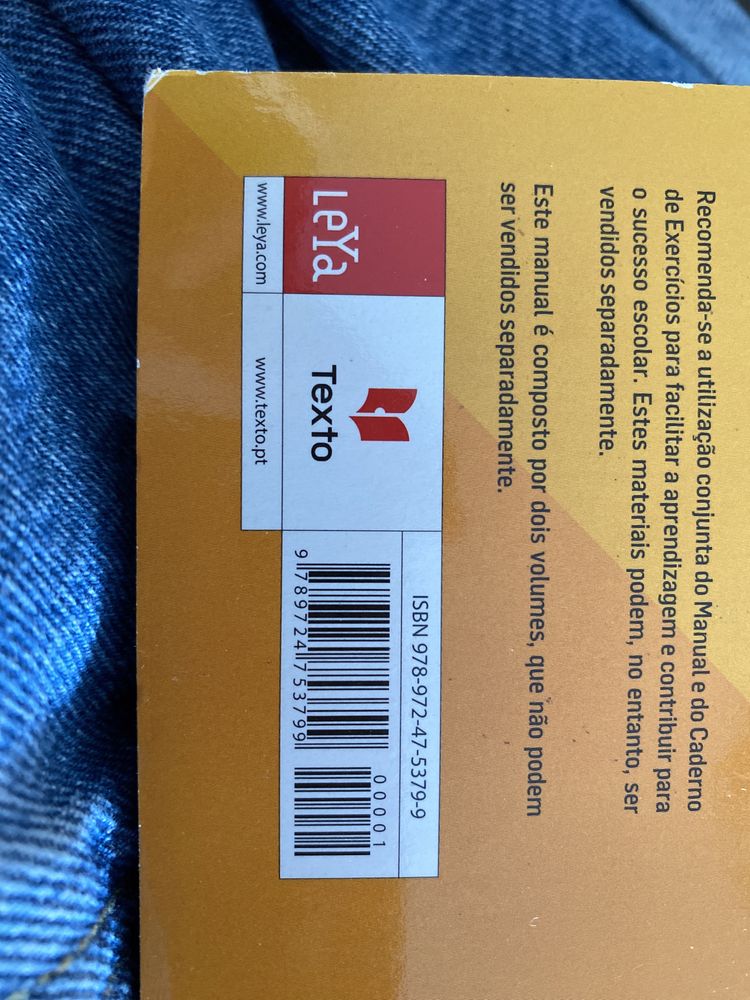 Recomenda-se a utilização conjunta do Manual e do Caderno
de Exercícios para facilitar a aprendizagem e contribuir para
o sucesso escolar. Estes materiais podem, no entanto, ser
vendidos separadamente.
Este manual é composto por dois volumes, que não podem
ser vendidos separadamente.
LeYa
Texto
www.leya.com
www.texto.pt
ISBN 978-972-47-5379-9
00001
9 789724 753799